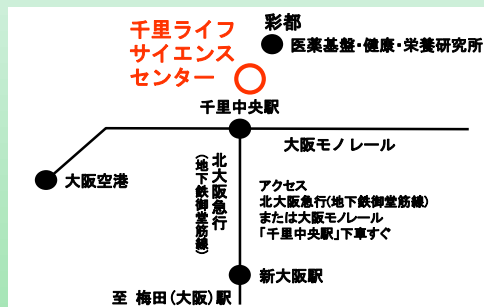 千里ライフ
サイエンス
センター
彩都
医薬基盤・健康・栄養研究所
千里中央駅
大阪モノレール
大阪空港
北大阪急行
(地下鉄御堂筋線)
アクセス
北大阪急行(地下鉄御堂筋線)
または大阪モノレール
「千里中央駅」下車すぐ
新大阪駅
至 梅田(大阪)駅